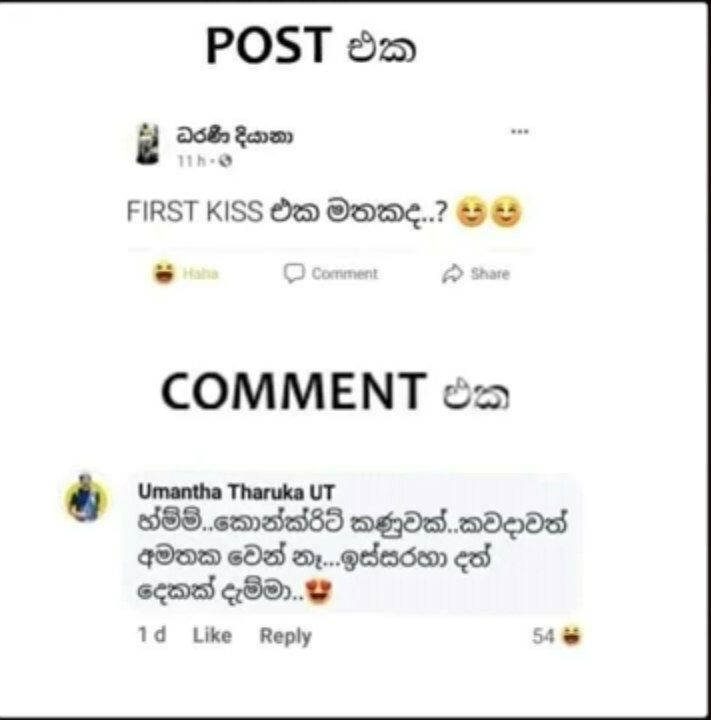 POST එක
ධරණී දියානා
11 h
...
FIRST KISS එක මතකද..? 😊😊
Haha
Comment
Share
COMMENT එක
Umantha Tharuka UT
හ්ම්ම්..කොන්ක්රිට් කණුවක්..කවදාවත්
අමතක වෙන් නෑ...ඉස්සරහා දත්
දෙකක් දැම්මා..😍
1 d Like Reply 54 😆